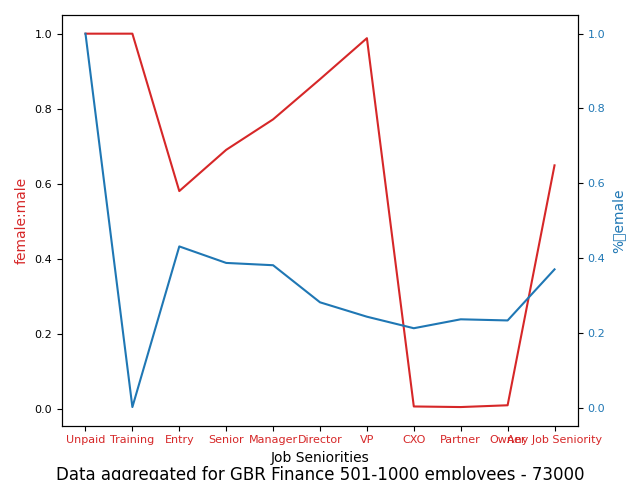 1.0
0.8
0.6
0.4
0.2
0.0
female:male
1.0
0.8
0.6
0.4
0.2
0.0
%▯emale
Unpaid Training Entry Senior Manager Director VP CXO Partner Owner Any Job Seniority
Job Seniorities
Data aggregated for GBR Finance 501-1000 employees - 73000